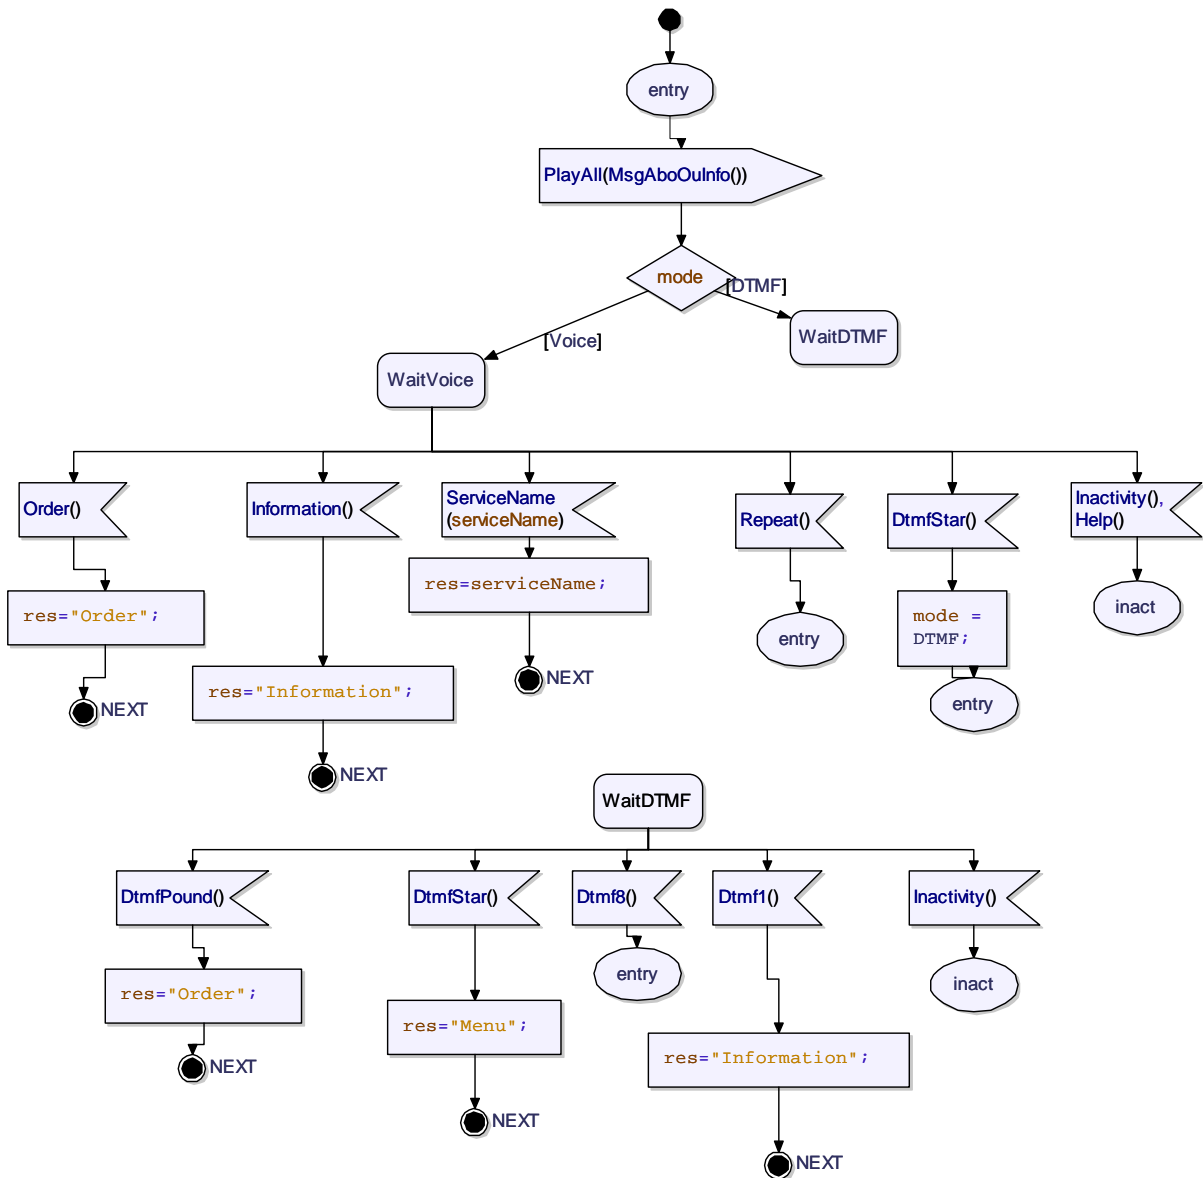 entry
PlayAll(MsgAboOuInfo())
mode
[DTMF]
WaitDTMF
[Voice]
WaitVoice
Order()
Information()
ServiceName
(serviceName)
Repeat()
DtmfStar()
Inactivity(),
Help()
res="Order";
res=serviceName;
mode =
DTMF;
inact
entry
res="Information";
NEXT
entry
NEXT
NEXT
WaitDTMF
DtmfPound()
DtmfStar()
Dtmf8()
Dtmf1()
Inactivity()
entry
inact
res="Order";
res="Menu";
res="Information";
NEXT
NEXT
NEXT